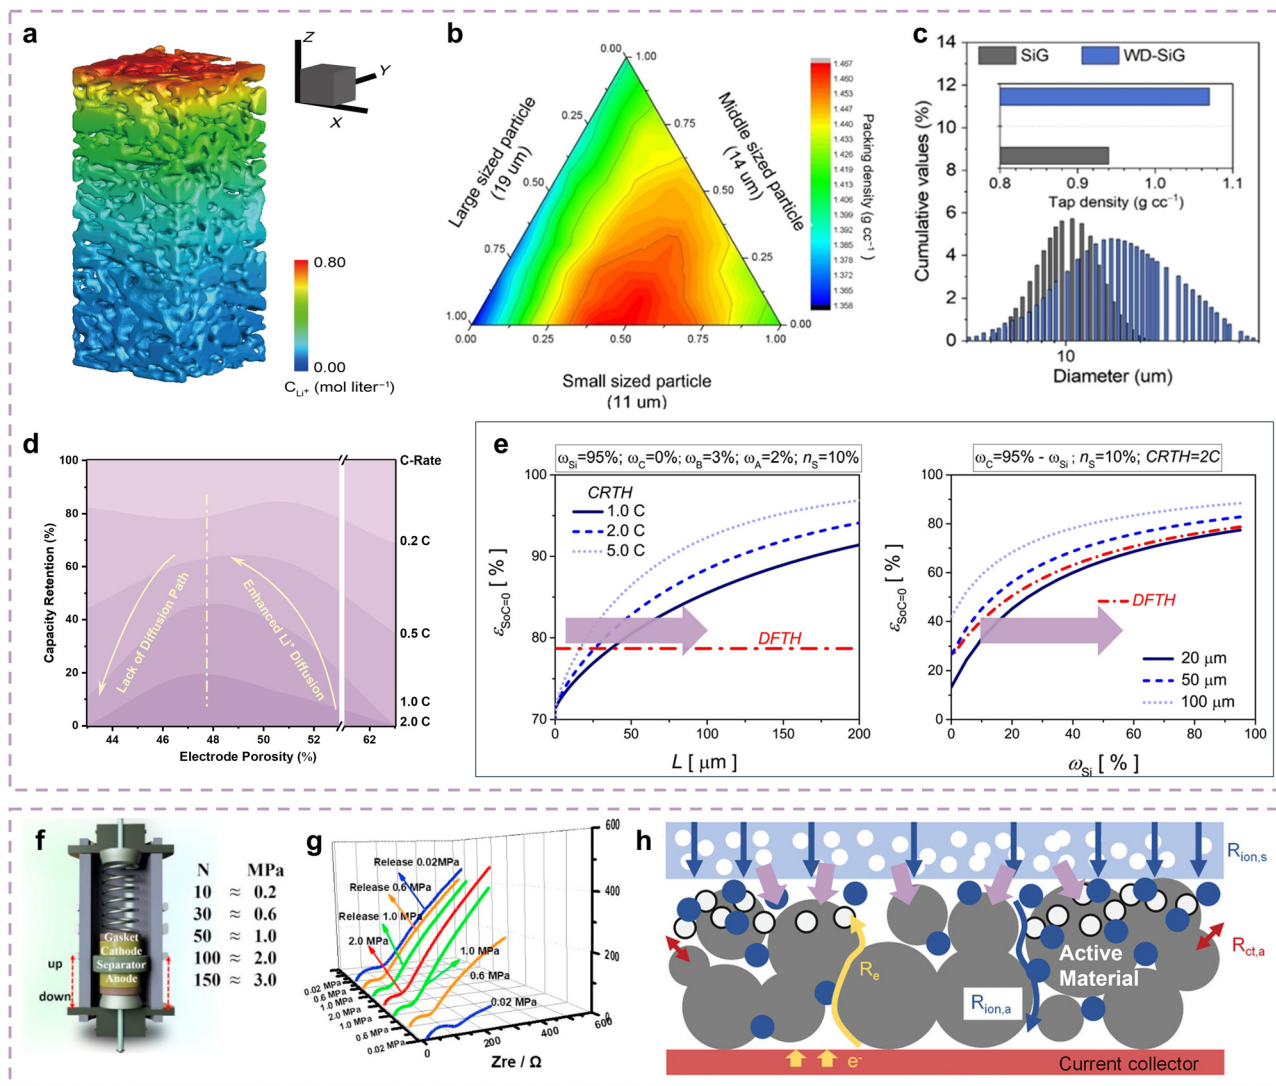 a
Z
Y
X
0.80
0.00
C_Li+ (mol liter⁻¹)
b
0.00
1.00
0.25
0.25
Large sized particle
(19 um)
Middle sized particle
(14 um)
0.50
0.50
0.75
0.75
1.00
0.00
0.00
0.25
0.50
0.75
1.00
Small sized particle
(11 um)
1.467
1.453
1.447
1.440
1.434
1.426
1.420
1.413
1.405
1.399
1.390
1.385
1.380
1.372
1.365
1.358
Packing density (g cc⁻¹)
c
14
12
10
8
6
4
2
0
Cumulative values (%)
SiG
WD-SiG
0.8
0.9
1.0
1.1
Tap density (g cc⁻¹)
10
Diameter (um)
d
100
80
60
40
20
0
Capacity Retention (%)
C-Rate
0.2 C
0.5 C
1.0 C
2.0 C
Lack of Diffusion Path
Enhanced Li⁺ Diffusion
44
48
50
52
62
Electrode Porosity (%)
e
ω_Si=95%; ω_C=0%; ω_B=3%; ω_A=2%; n_S=10%
100
90
80
70
ε_SoC=0 [ % ]
CRTH
1.0 C
2.0 C
5.0 C
DFTH
0
50
100
150
200
L [ μm ]
ω_C=95% - ω_Si ; n_S=10%; CRTH=2C
100
80
60
40
20
0
ε_SoC=0 [ % ]
DFTH
20 μm
50 μm
100 μm
0
20
40
60
80
100
ω_Si [ % ]
f
N MPa
10 ≈ 0.2
30 ≈ 0.6
50 ≈ 1.0
100 ≈ 2.0
150 ≈ 3.0
Gasket
Cathode
Separator
Anode
up
down
g
600
400
200
0
Release 0.02MPa
Release 0.6 MPa
Release 1.0 MPa
2.0 MPa
1.0 MPa
0.6 MPa
0.02 MPa
0.02 MPa
0.6 MPa
1.0 MPa
2.0 MPa
1.0 MPa
0.6 MPa
0.02 MPa
0
200
400
600
Zre / Ω
h
R_ion,s
R_ct,a
Active
Material
R_e
R_ion,a
e⁻
Current collector